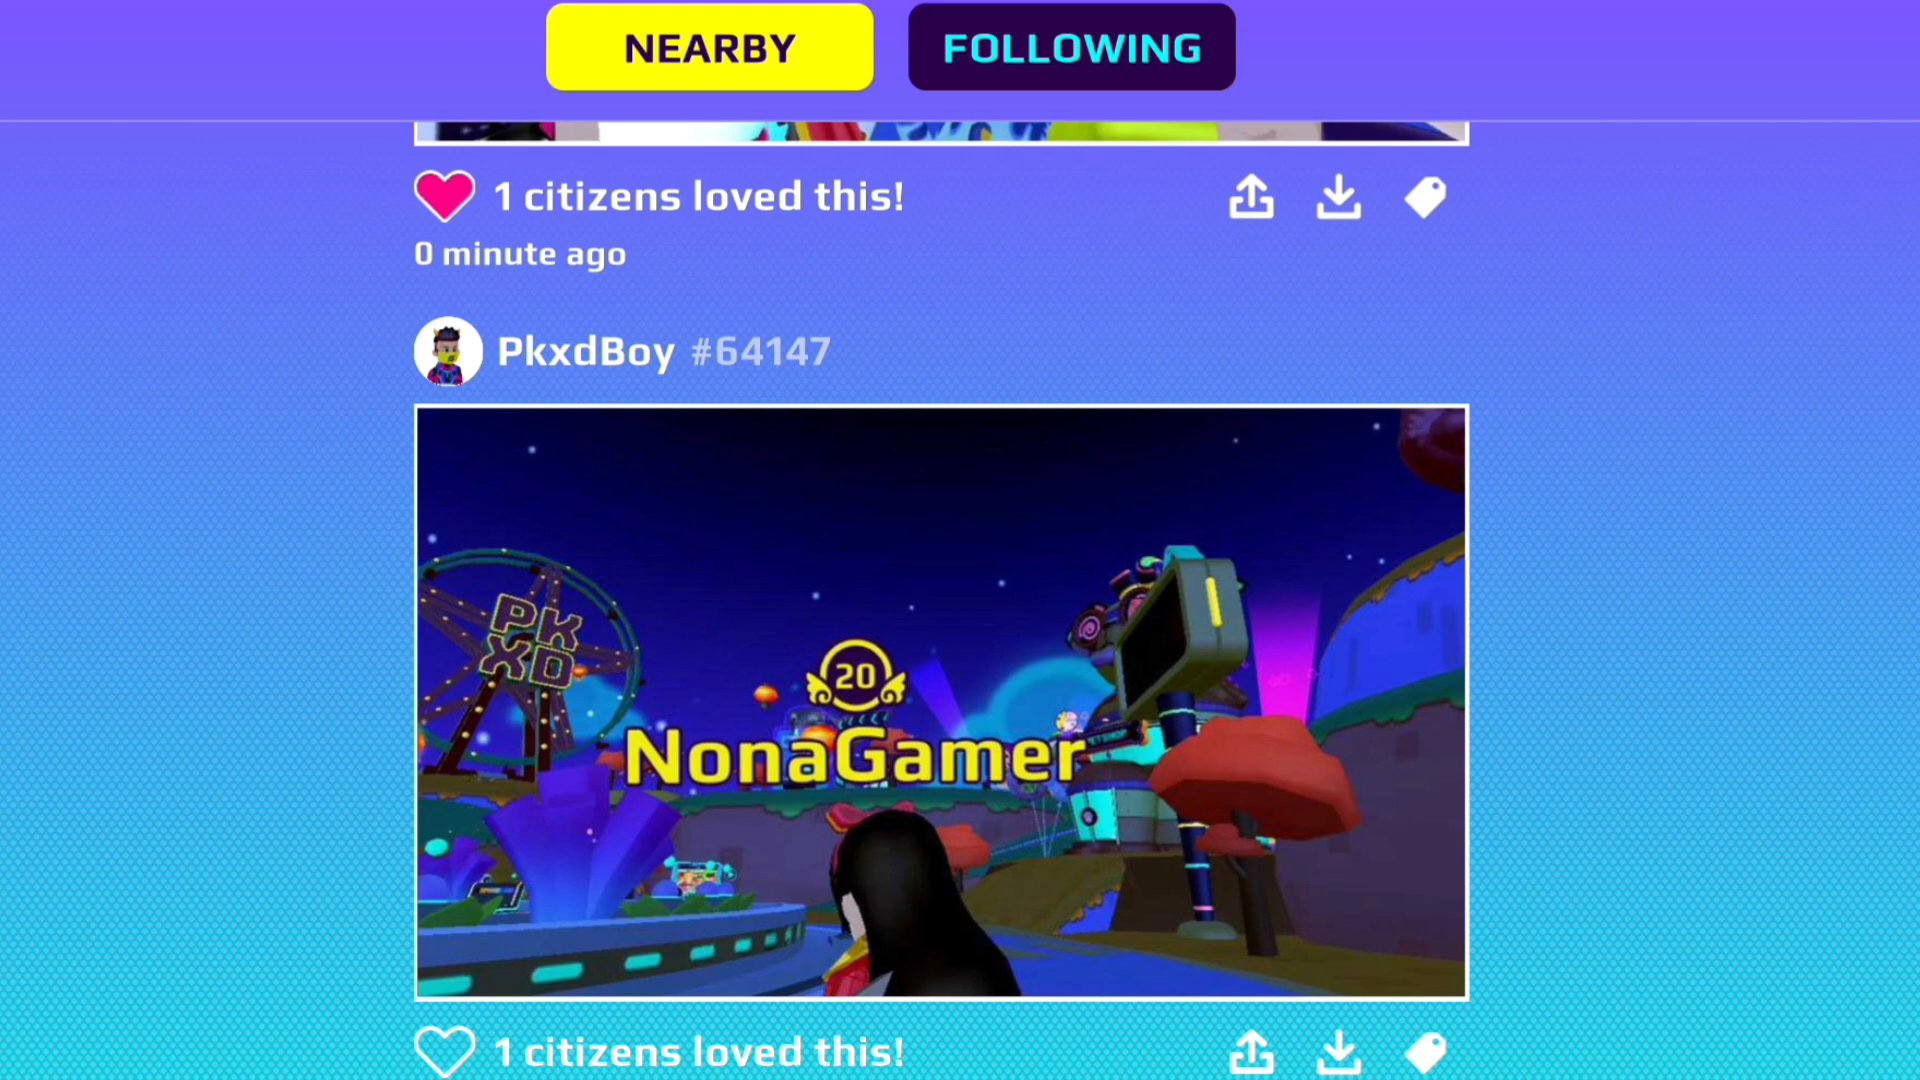 NEARBY FOLLOWING
1 citizens loved this!
0 minute ago
PkxdBoy #64147
PK
XD
20
NonaGamer
1 citizens loved this!